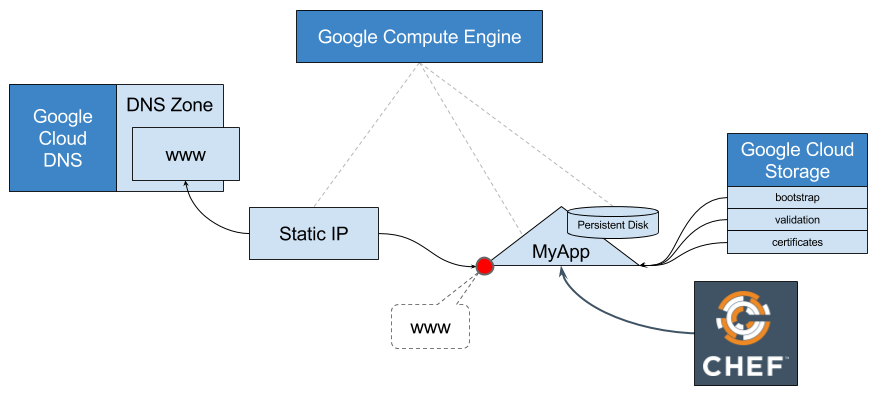 Google Compute Engine
Google
Cloud
DNS
DNS Zone
www
Google Cloud
Storage
bootstrap
validation
certificates
Static IP
Persistent Disk
MyApp
www
CHEF™